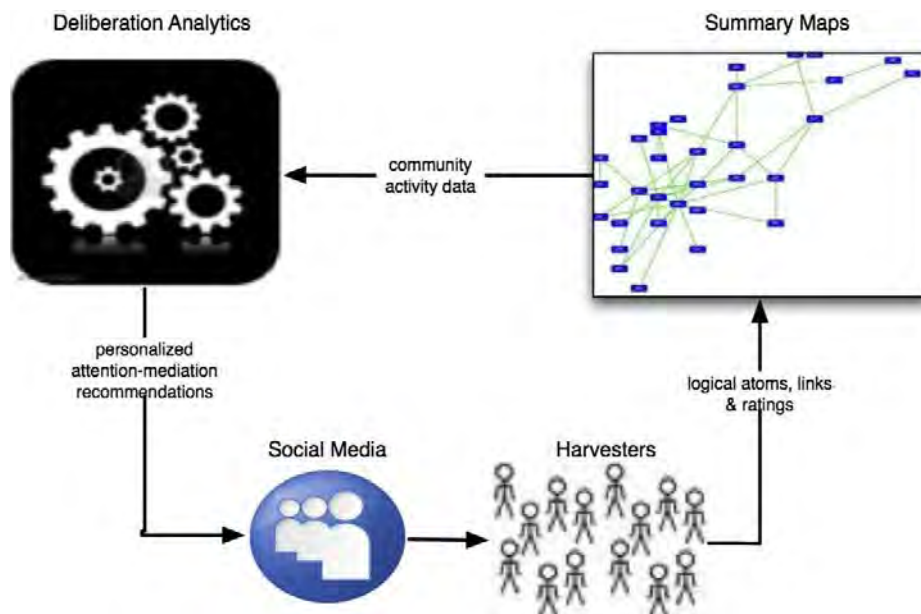 Deliberation Analytics
Summary Maps
community
activity data
personalized
attention-mediation
recommendations
logical atoms, links
& ratings
Social Media
Harvesters